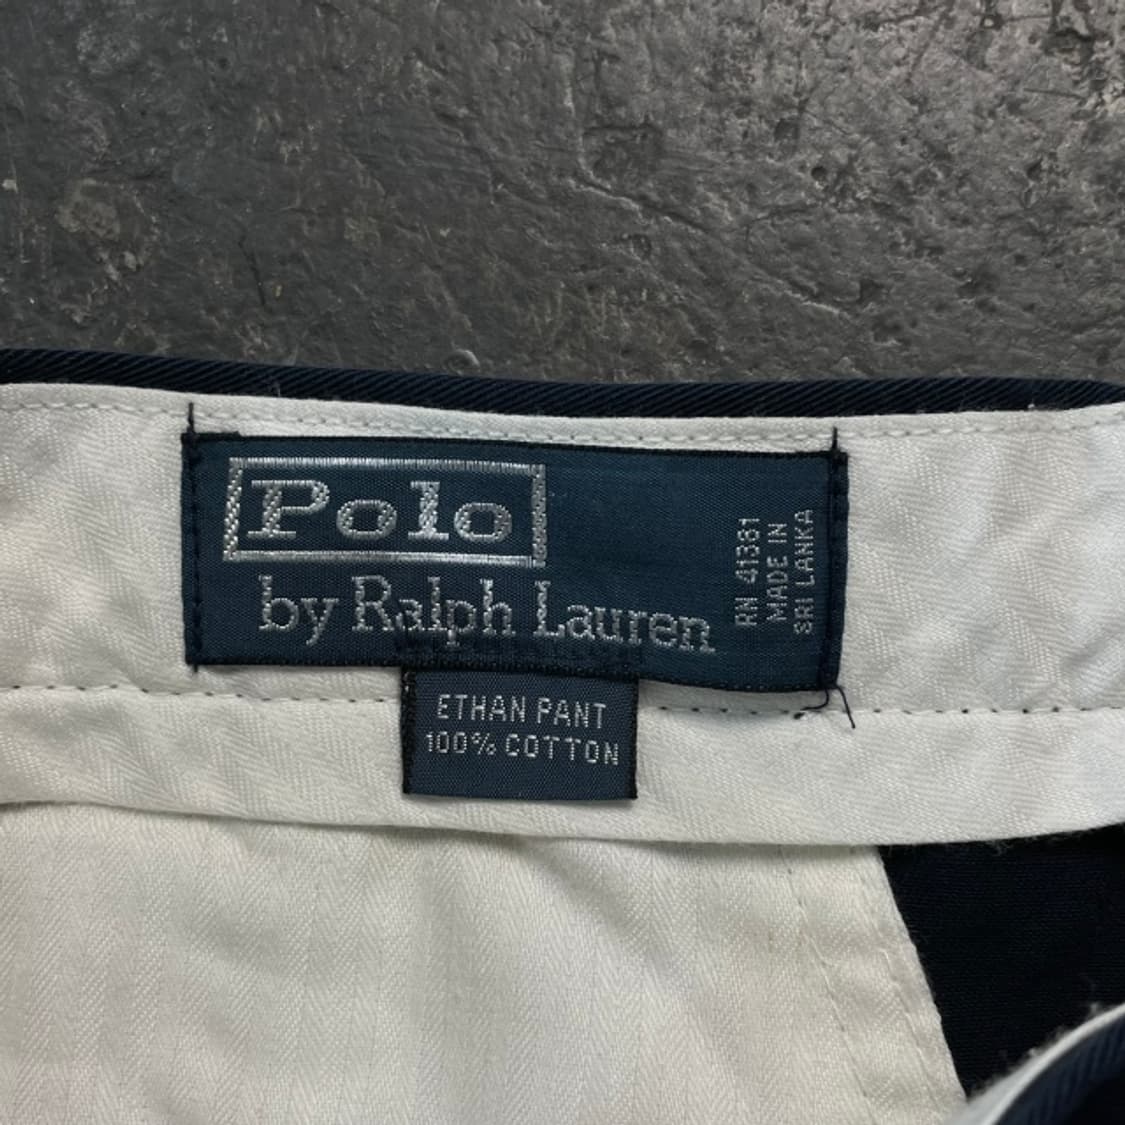 Polo
by Ralph Lauren
RN 41381
MADE IN
SRI LANKA
ETHAN PANT
100% COTTON